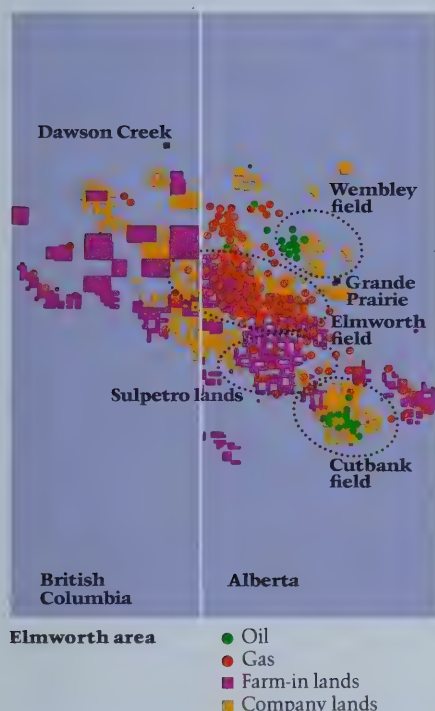 Dawson Creek
Wembley
field
Grande
Prairie
Elmworth
field
Sulpetro lands
Cutbank
field
British
Columbia
Alberta
Elmworth area
Oil
Gas
Farm-in lands
Company lands